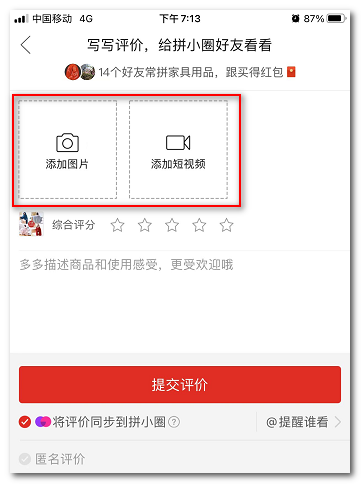 中国移动 4G 下午 7:13 87%
写写评价，给拼小圈好友看看
14个好友常拼家具用品，跟买得红包
添加图片 添加短视频
综合评分
多多描述商品和使用感受，更受欢迎哦
提交评价
将评价同步到拼小圈 ? @提醒谁看
匿名评价